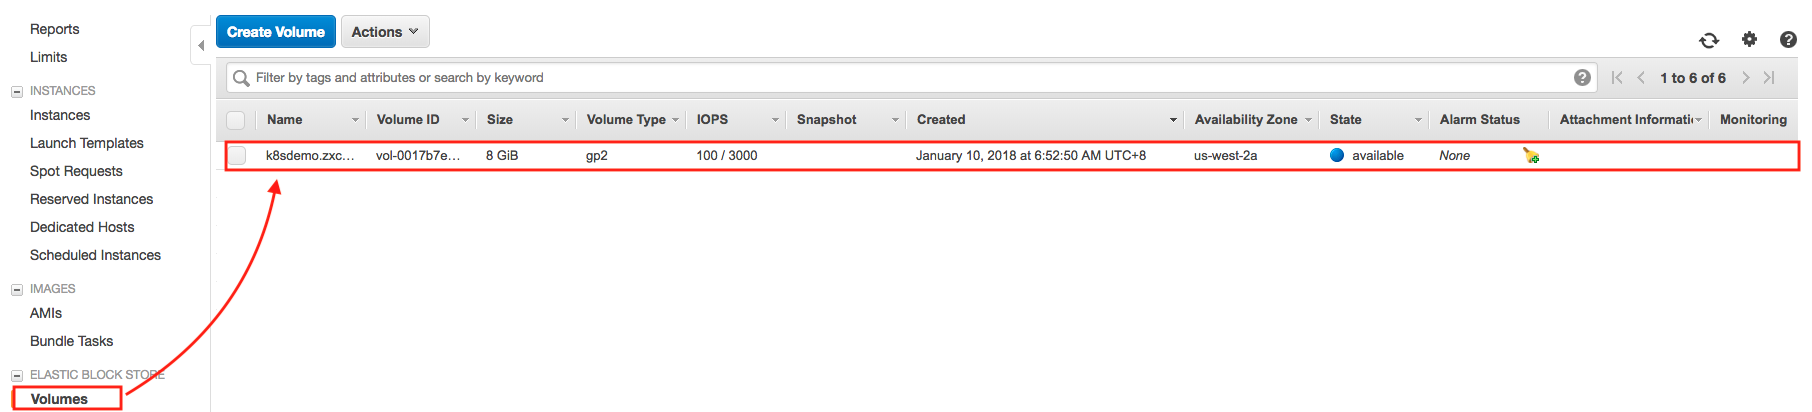 Reports
Limits
INSTANCES
Instances
Launch Templates
Spot Requests
Reserved Instances
Dedicated Hosts
Scheduled Instances
IMAGES
AMIs
Bundle Tasks
ELASTIC BLOCK STORE
Volumes
Create Volume Actions
Filter by tags and attributes or search by keyword 1 to 6 of 6
Name Volume ID Size Volume Type IOPS Snapshot Created Availability Zone State Alarm Status Attachment Informati Monitoring
k8sdemo.zxc... vol-0017b7e... 8 GiB gp2 100 / 3000 January 10, 2018 at 6:52:50 AM UTC+8 us-west-2a available None